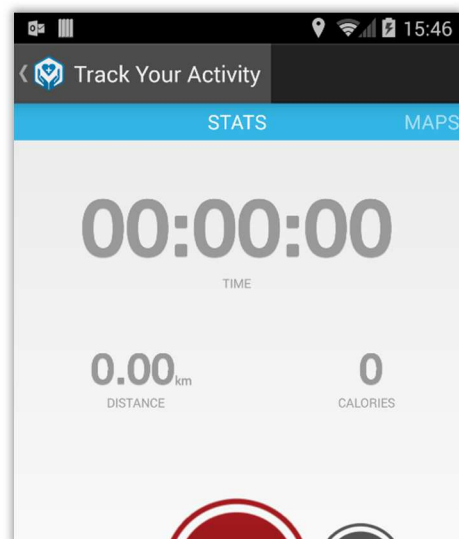 15:46
Track Your Activity
STATS MAPS
00:00:00
TIME
0.00km 0
DISTANCE CALORIES